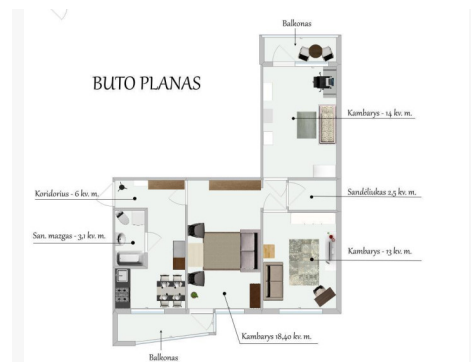 Balkonas
BUTO PLANAS
Kambarys - 14 kv. m.
Koridorius - 6 kv. m.
Sandėliukas 2,5 kv. m.
San. mazgas - 3,1 kv. m.
Kambarys - 13 kv. m.
Kambarys 18,40 kv. m.
Balkonas